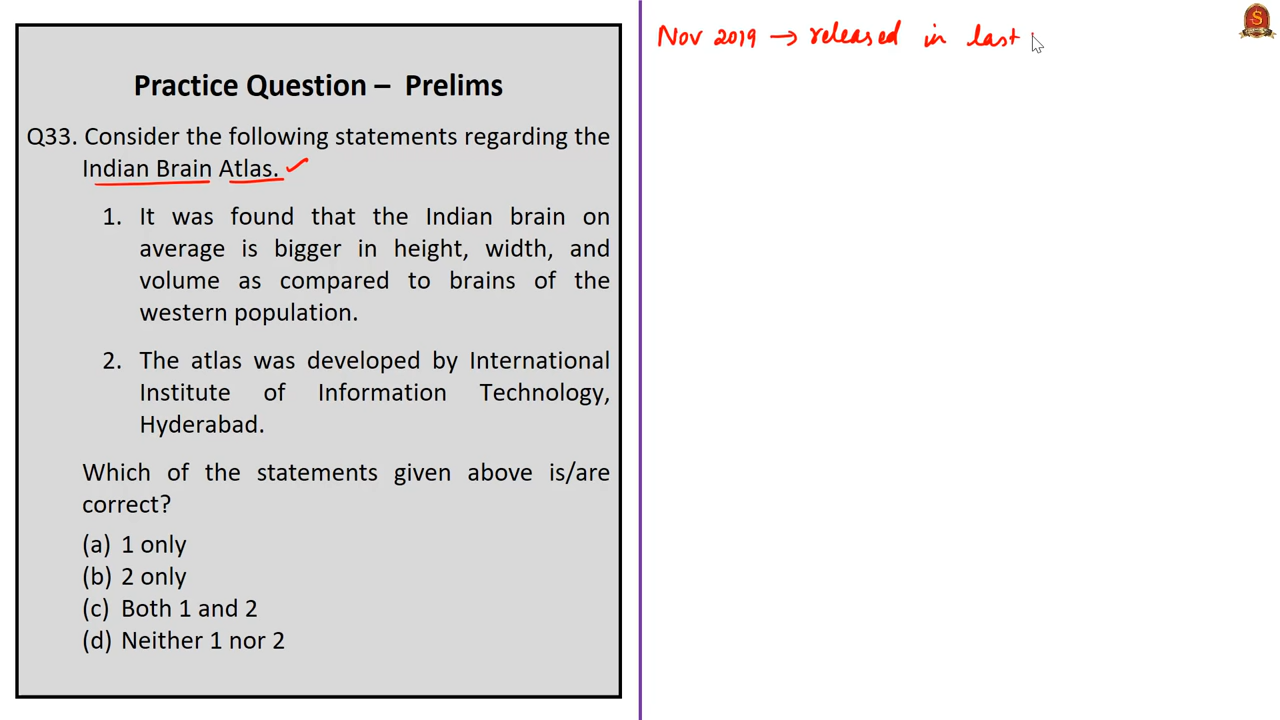 Practice Question – Prelims
Q33. Consider the following statements regarding the
Indian Brain Atlas.
1. It was found that the Indian brain on
average is bigger in height, width, and
volume as compared to brains of the
western population.
2. The atlas was developed by International
Institute of Information Technology,
Hyderabad.
Which of the statements given above is/are
correct?
(a) 1 only
(b) 2 only
(c) Both 1 and 2
(d) Neither 1 nor 2
Nov 2019 → released in last
S